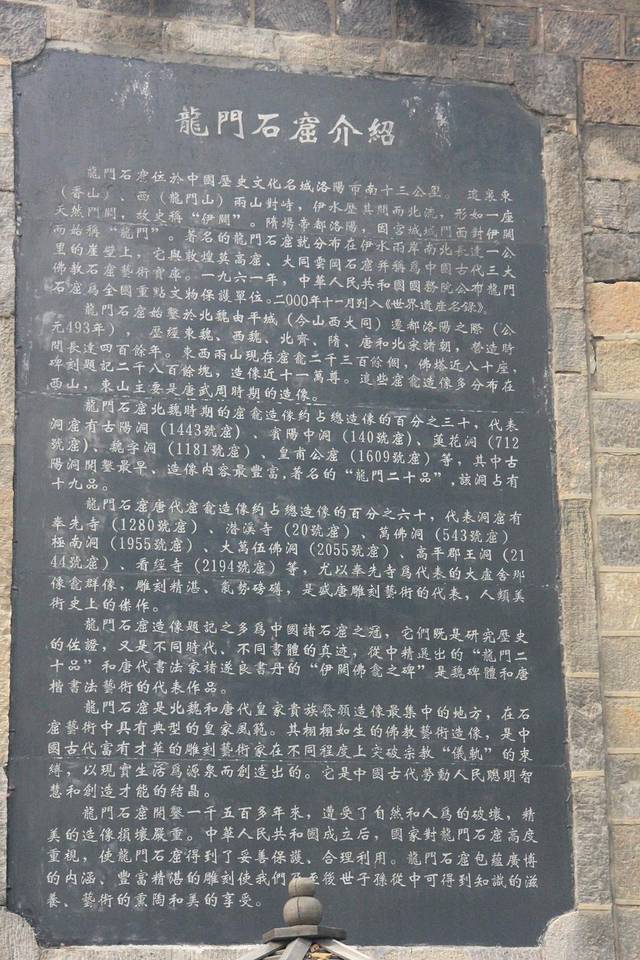 龍門石窟介紹
龍門石窟位於中國歷史文化名城洛陽市南十三公里。這裏東
（香山）、西（龍門山）兩山對峙，伊水歷其間而北流，形如一座
天然門闕，故史稱“伊闕”。隋煬帝都洛陽，因宮城城門面對伊闕
而始稱“龍門”。著名的龍門石窟就分布在伊水兩岸南北長達一公
里的崖壁上，它與敦煌莫高窟、大同雲岡石窟并稱爲中國古代三大
佛教石窟藝術寶庫。一九六一年，中華人民共和國國務院公布龍門
石窟爲全國重點文物保護單位。二000年十一月列入《世界遺産名錄》。
龍門石窟始鑿於北魏由平城（今山西大同）遷都洛陽之際（公
元493年），歷經東魏、西魏、北齊、隋、唐和北宋諸朝，營造時
間長達四百餘年。東西兩山現存窟龕二千三百餘個，佛塔近八十座，
碑刻題記二千八百餘塊，造像近十一萬尊。這些窟龕造像多分布在
西山，東山主要是唐武周時期的造像。
龍門石窟北魏時期的窟龕造像約占總造像的百分之三十，代表
洞窟有古陽洞（1443號窟）、賓陽中洞（140號窟）、蓮花洞（712
號窟）、魏字洞（1181號窟）、皇甫公窟（1609號窟）等，其中古
陽洞開鑿最早、造像内容最豐富，著名的“龍門二十品”，該洞占有
十九品。
龍門石窟唐代窟龕造像約占總造像的百分之六十，代表洞窟有
奉先寺（1280號窟）、潜溪寺（20號窟）、萬佛洞（543號窟）
極南洞（1955號窟）、大萬伍佛洞（2055號窟）、高平郡王洞（21
44號窟）、看經寺（2194號窟）等，尤以奉先寺爲代表的大盧舍那
像龕群像，雕刻精湛、氣勢磅礴，是盛唐雕刻藝術的代表，人類美
術史上的傑作。
龍門石窟造像題記之多爲中國諸石窟之冠，它們既是研究歷史
的佐證，又是不同時代、不同書體的真迹，從中精選出的“龍門二
十品”和唐代書法家褚遂良書丹的“伊闕佛龕之碑”是魏碑體和唐
楷書法藝術的代表作品。
龍門石窟是北魏和唐代皇家貴族發願造像最集中的地方，在石
窟藝術中具有典型的皇家風範。其栩栩如生的佛教藝術造像，是中
國古代富有才華的雕刻藝術家在不同程度上突破宗教“儀軌”的束
縛，以現實生活爲源泉而創造出的。它是中國古代勞動人民聰明智
慧和創造才能的結晶。
龍門石窟開鑿一千五百多年來，遭受了自然和人爲的破壞，精
美的造像損壞嚴重。中華人民共和國成立后，國家對龍門石窟高度
重視，使龍門石窟得到了妥善保護、合理利用。龍門石窟包蘊廣博
的内涵、豐富精湛的雕刻使我們乃至後世子孫從中可得到知識的滋
養、藝術的熏陶和美的享受。